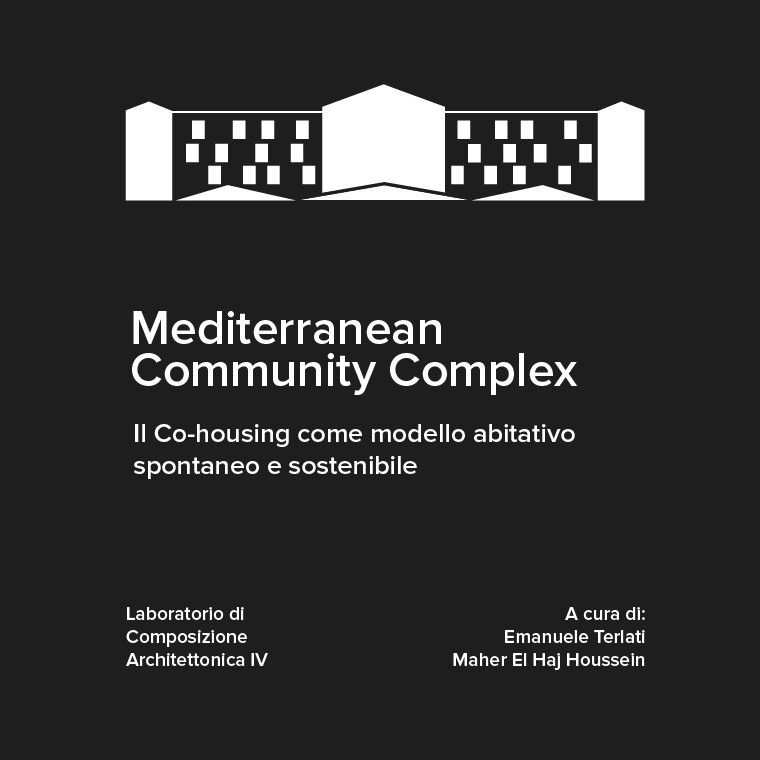 Mediterranean
Community Complex
Il Co-housing come modello abitativo
spontaneo e sostenibile
Laboratorio di
Composizione
Architettonica IV
A cura di:
Emanuele Terlati
Maher El Haj Houssein